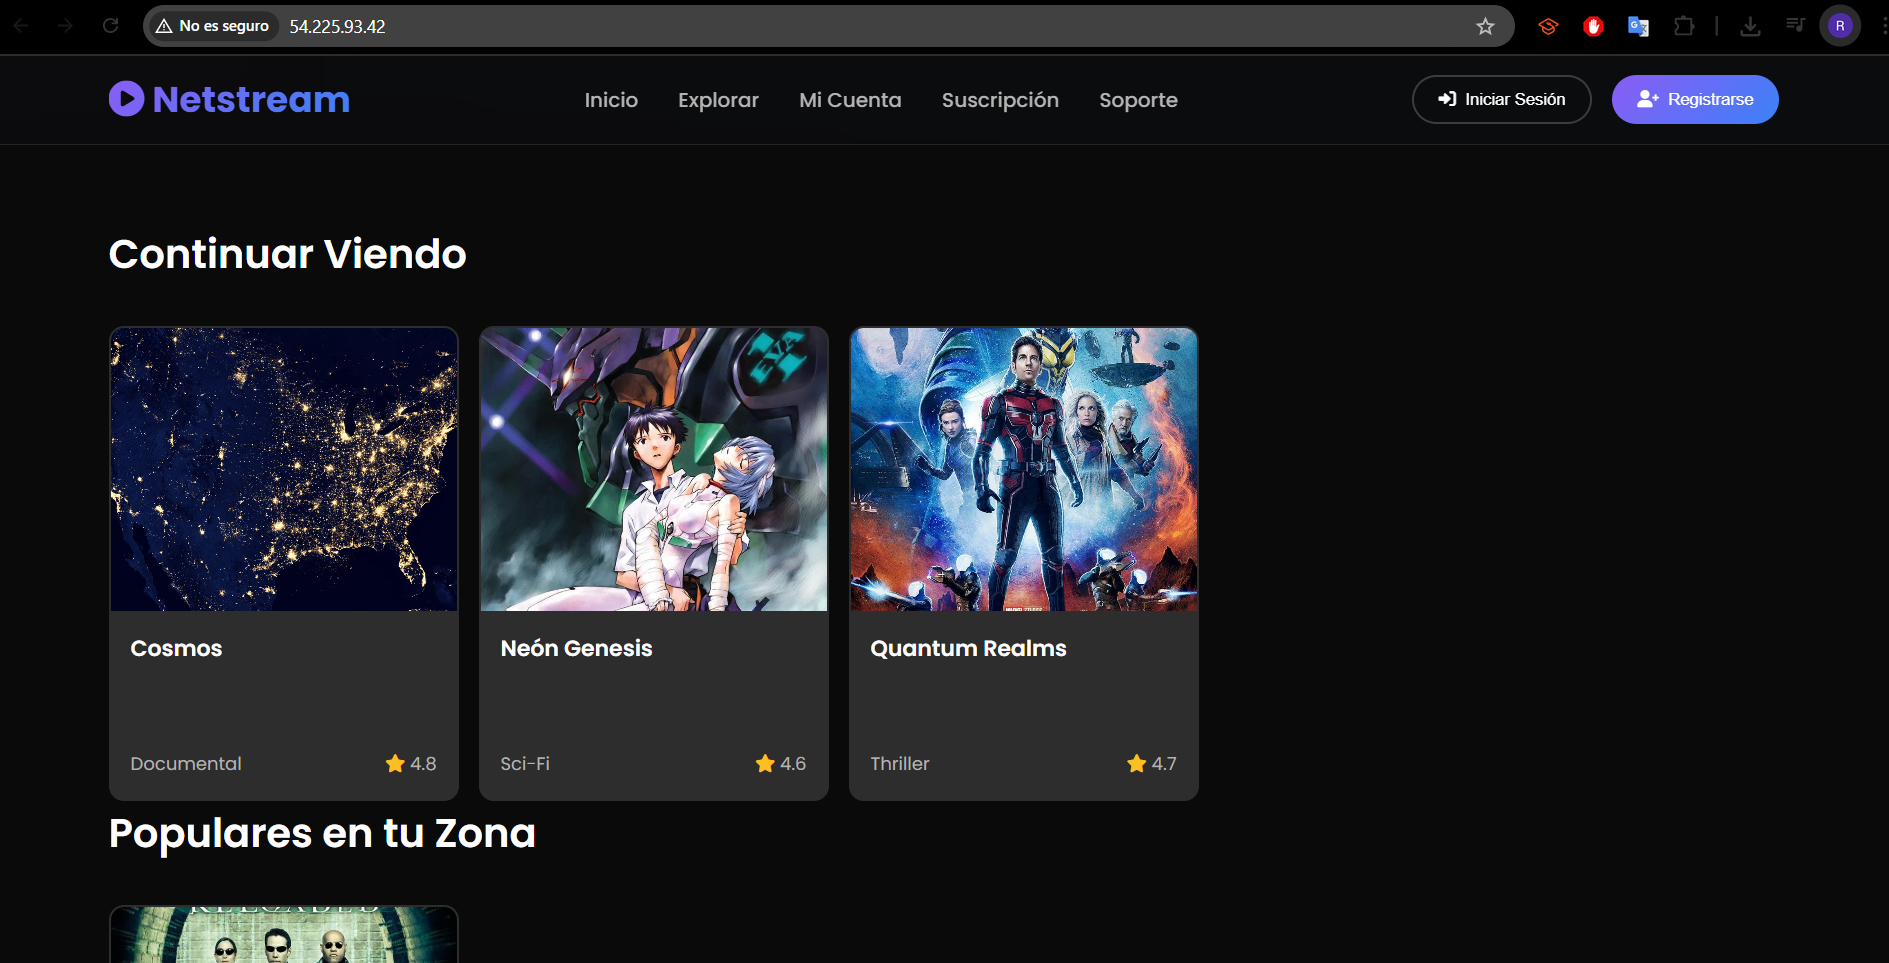 No es seguro 54.225.93.42
R
Netstream
Inicio Explorar Mi Cuenta Suscripción Soporte
Iniciar Sesión Registrarse
Continuar Viendo
EVA
Cosmos
Documental 4.8
Neón Genesis
Sci-Fi 4.6
Quantum Realms
Thriller 4.7
Populares en tu Zona
RELOADED